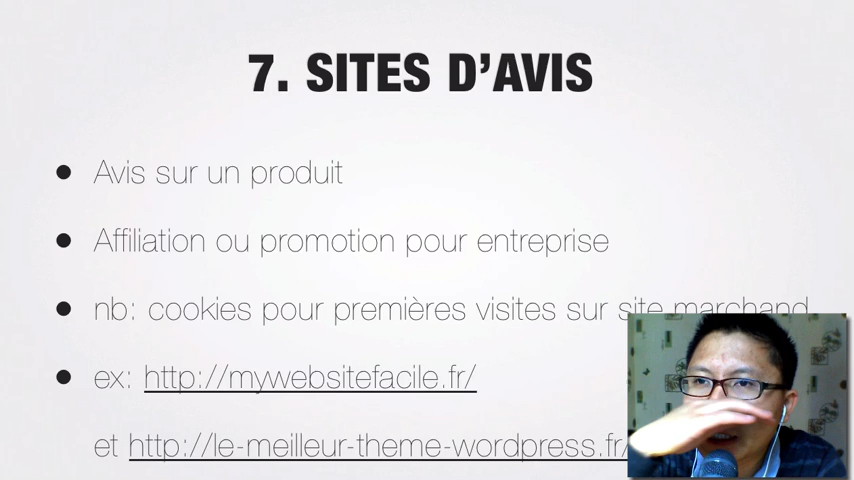 7. SITES D’AVIS
Avis sur un produit
Affiliation ou promotion pour entreprise
nb: cookies pour premières visites sur site marchand
ex: http://mywebsitefacile.fr/
et http://le-meilleur-theme-wordpress.fr/